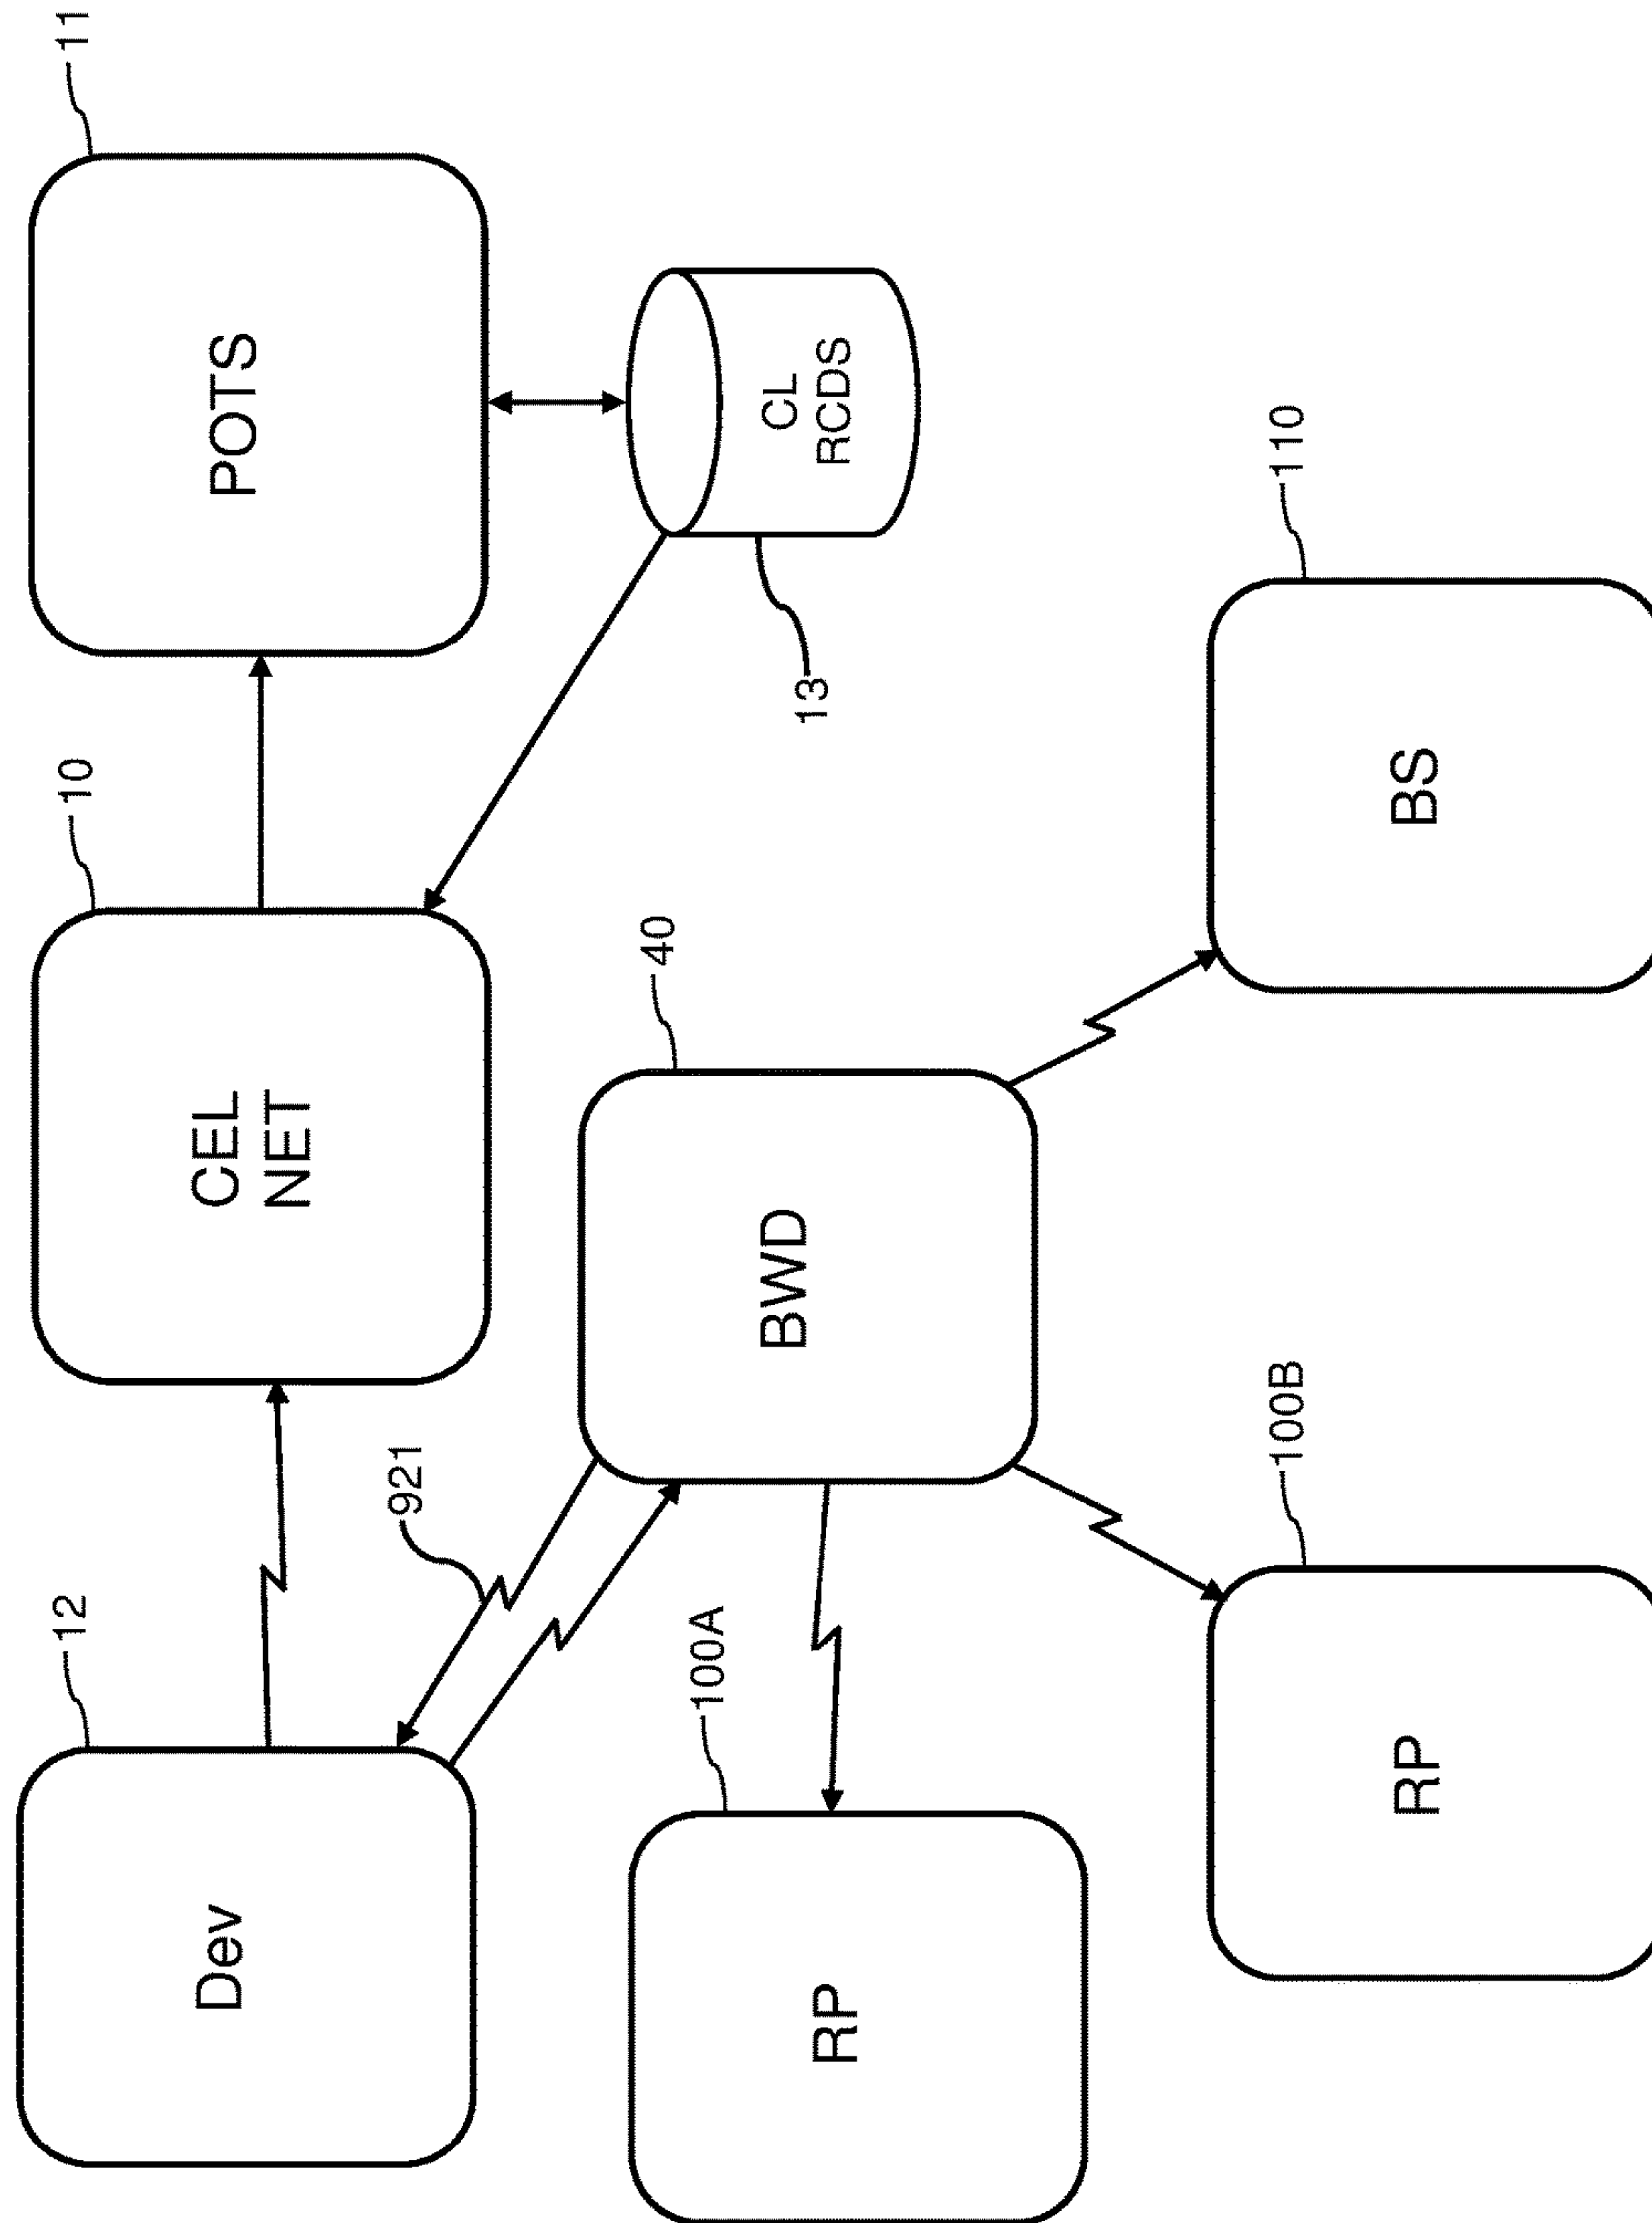 12
10
11
Dev
CEL
NET
POTS
921
100A
40
RP
BWD
CL
RCDS
13
100B
110
RP
BS